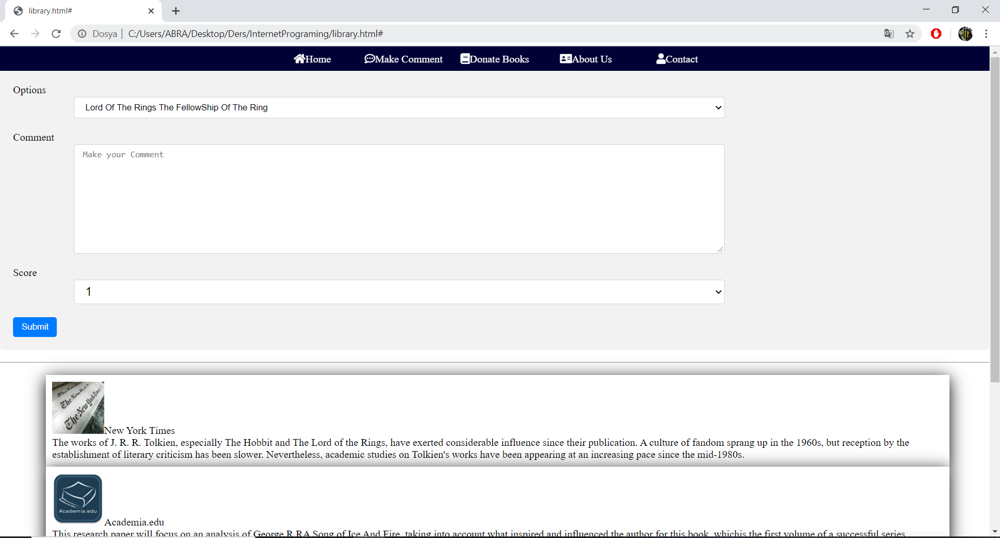 library.html#
Dosya | C:/Users/ABRA/Desktop/Ders/InternetPrograming/library.html#
Home Make Comment Donate Books About Us Contact
Options
Lord Of The Rings The FellowShip Of The Ring
Comment
Make your Comment
Score
1
Submit
The New York Times
New York Times
The works of J. R. R. Tolkien, especially The Hobbit and The Lord of the Rings, have exerted considerable influence since their publication. A culture of fandom sprang up in the 1960s, but reception by the
establishment of literary criticism has been slower. Nevertheless, academic studies on Tolkien's works have been appearing at an increasing pace since the mid-1980s.
Academia.edu
Academia.edu
This research paper will focus on an analysis of George R.RA Song of Ice And Fire, taking into account what inspired and influenced the author for this book, whichis the first volume of a successful series